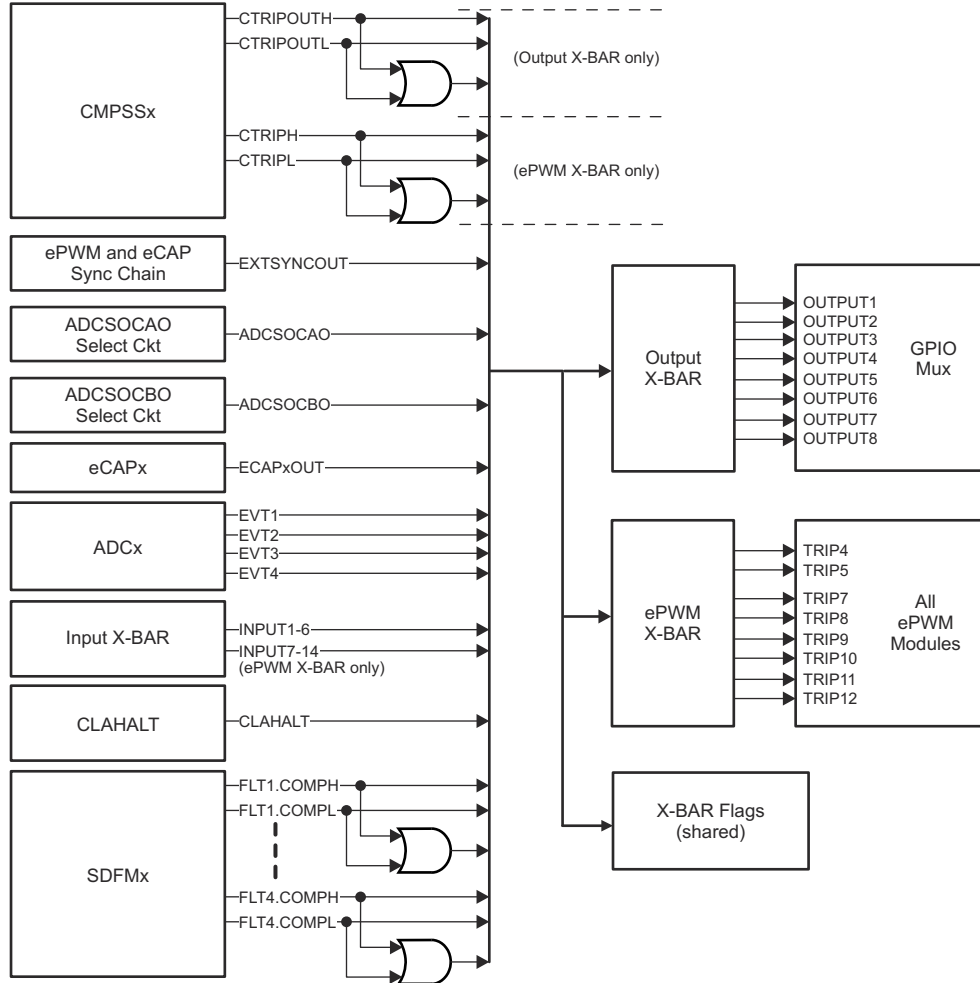 CMPSSx
CTRIPOUTH
CTRIPOUTL
(Output X-BAR only)
CTRIPH
CTRIPL
(ePWM X-BAR only)
ePWM and eCAP
Sync Chain
EXTSYNCOUT
ADCSOCAO
Select Ckt
ADCSOCAO
ADCSOCBO
Select Ckt
ADCSOCBO
eCAPx
ECAPxOUT
ADCx
EVT1
EVT2
EVT3
EVT4
Input X-BAR
INPUT1-6
INPUT7-14
(ePWM X-BAR only)
CLAHALT
CLAHALT
SDFMx
FLT1.COMPH
FLT1.COMPL
FLT4.COMPH
FLT4.COMPL
Output
X-BAR
OUTPUT1
OUTPUT2
OUTPUT3
OUTPUT4
OUTPUT5
OUTPUT6
OUTPUT7
OUTPUT8
GPIO
Mux
ePWM
X-BAR
TRIP4
TRIP5
TRIP7
TRIP8
TRIP9
TRIP10
TRIP11
TRIP12
All
ePWM
Modules
X-BAR Flags
(shared)